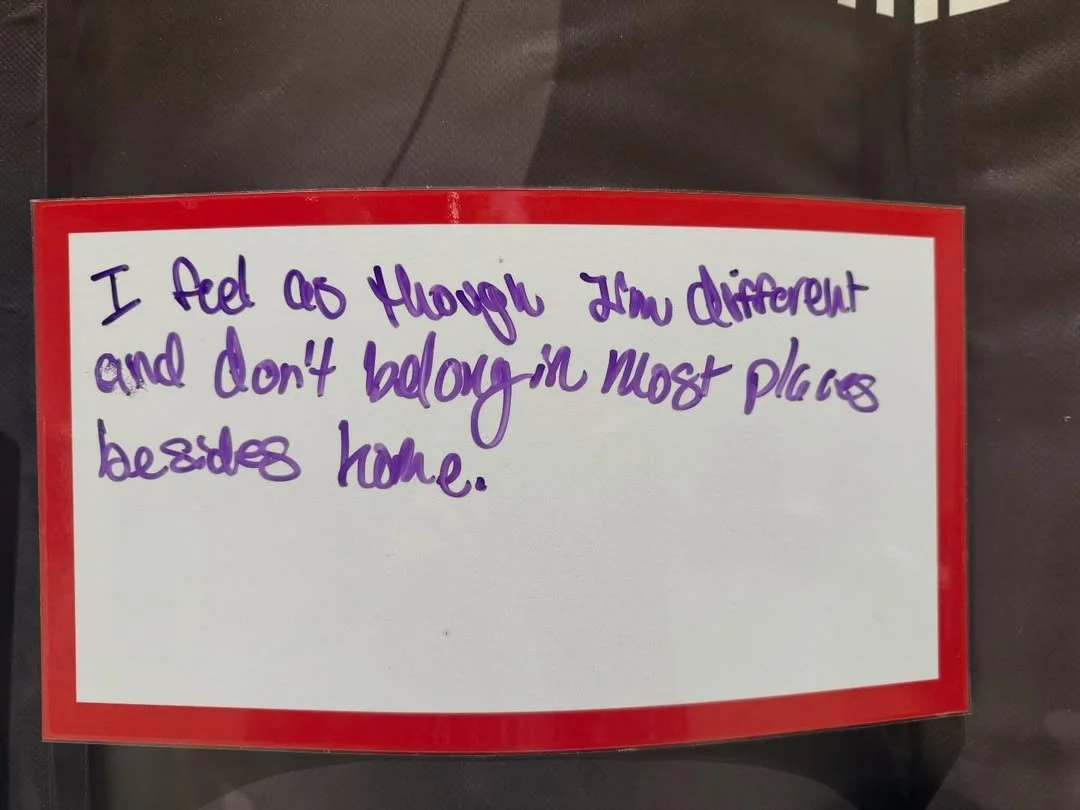 I feel as though I'm different
and don't belong in most places
besides home.